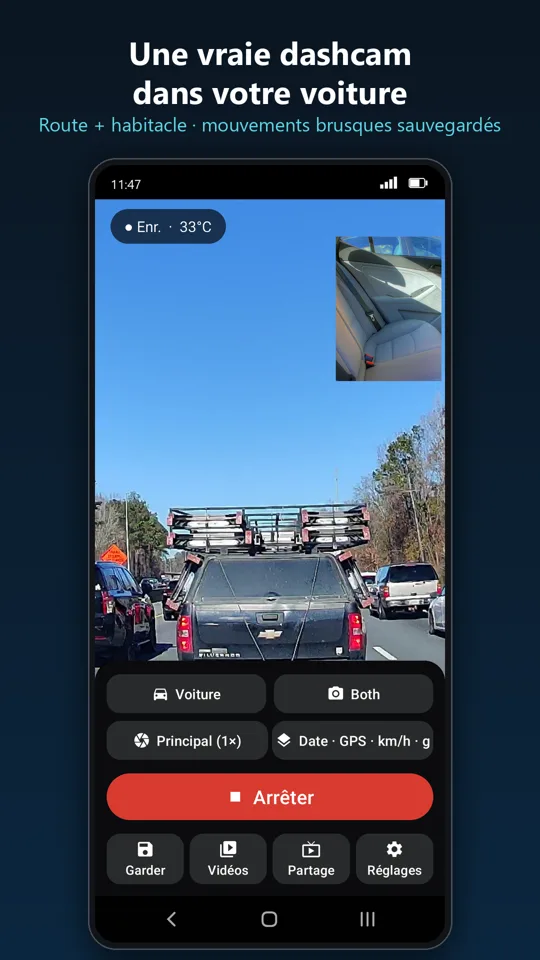 Une vraie dashcam
dans votre voiture
Route + habitacle · mouvements brusques sauvegardés
11:47
Enr. · 33°C
SILVERADO
Voiture
Both
Principal (1×)
Date · GPS · km/h · g
Arrêter
Garder
Vidéos
Partage
Réglages